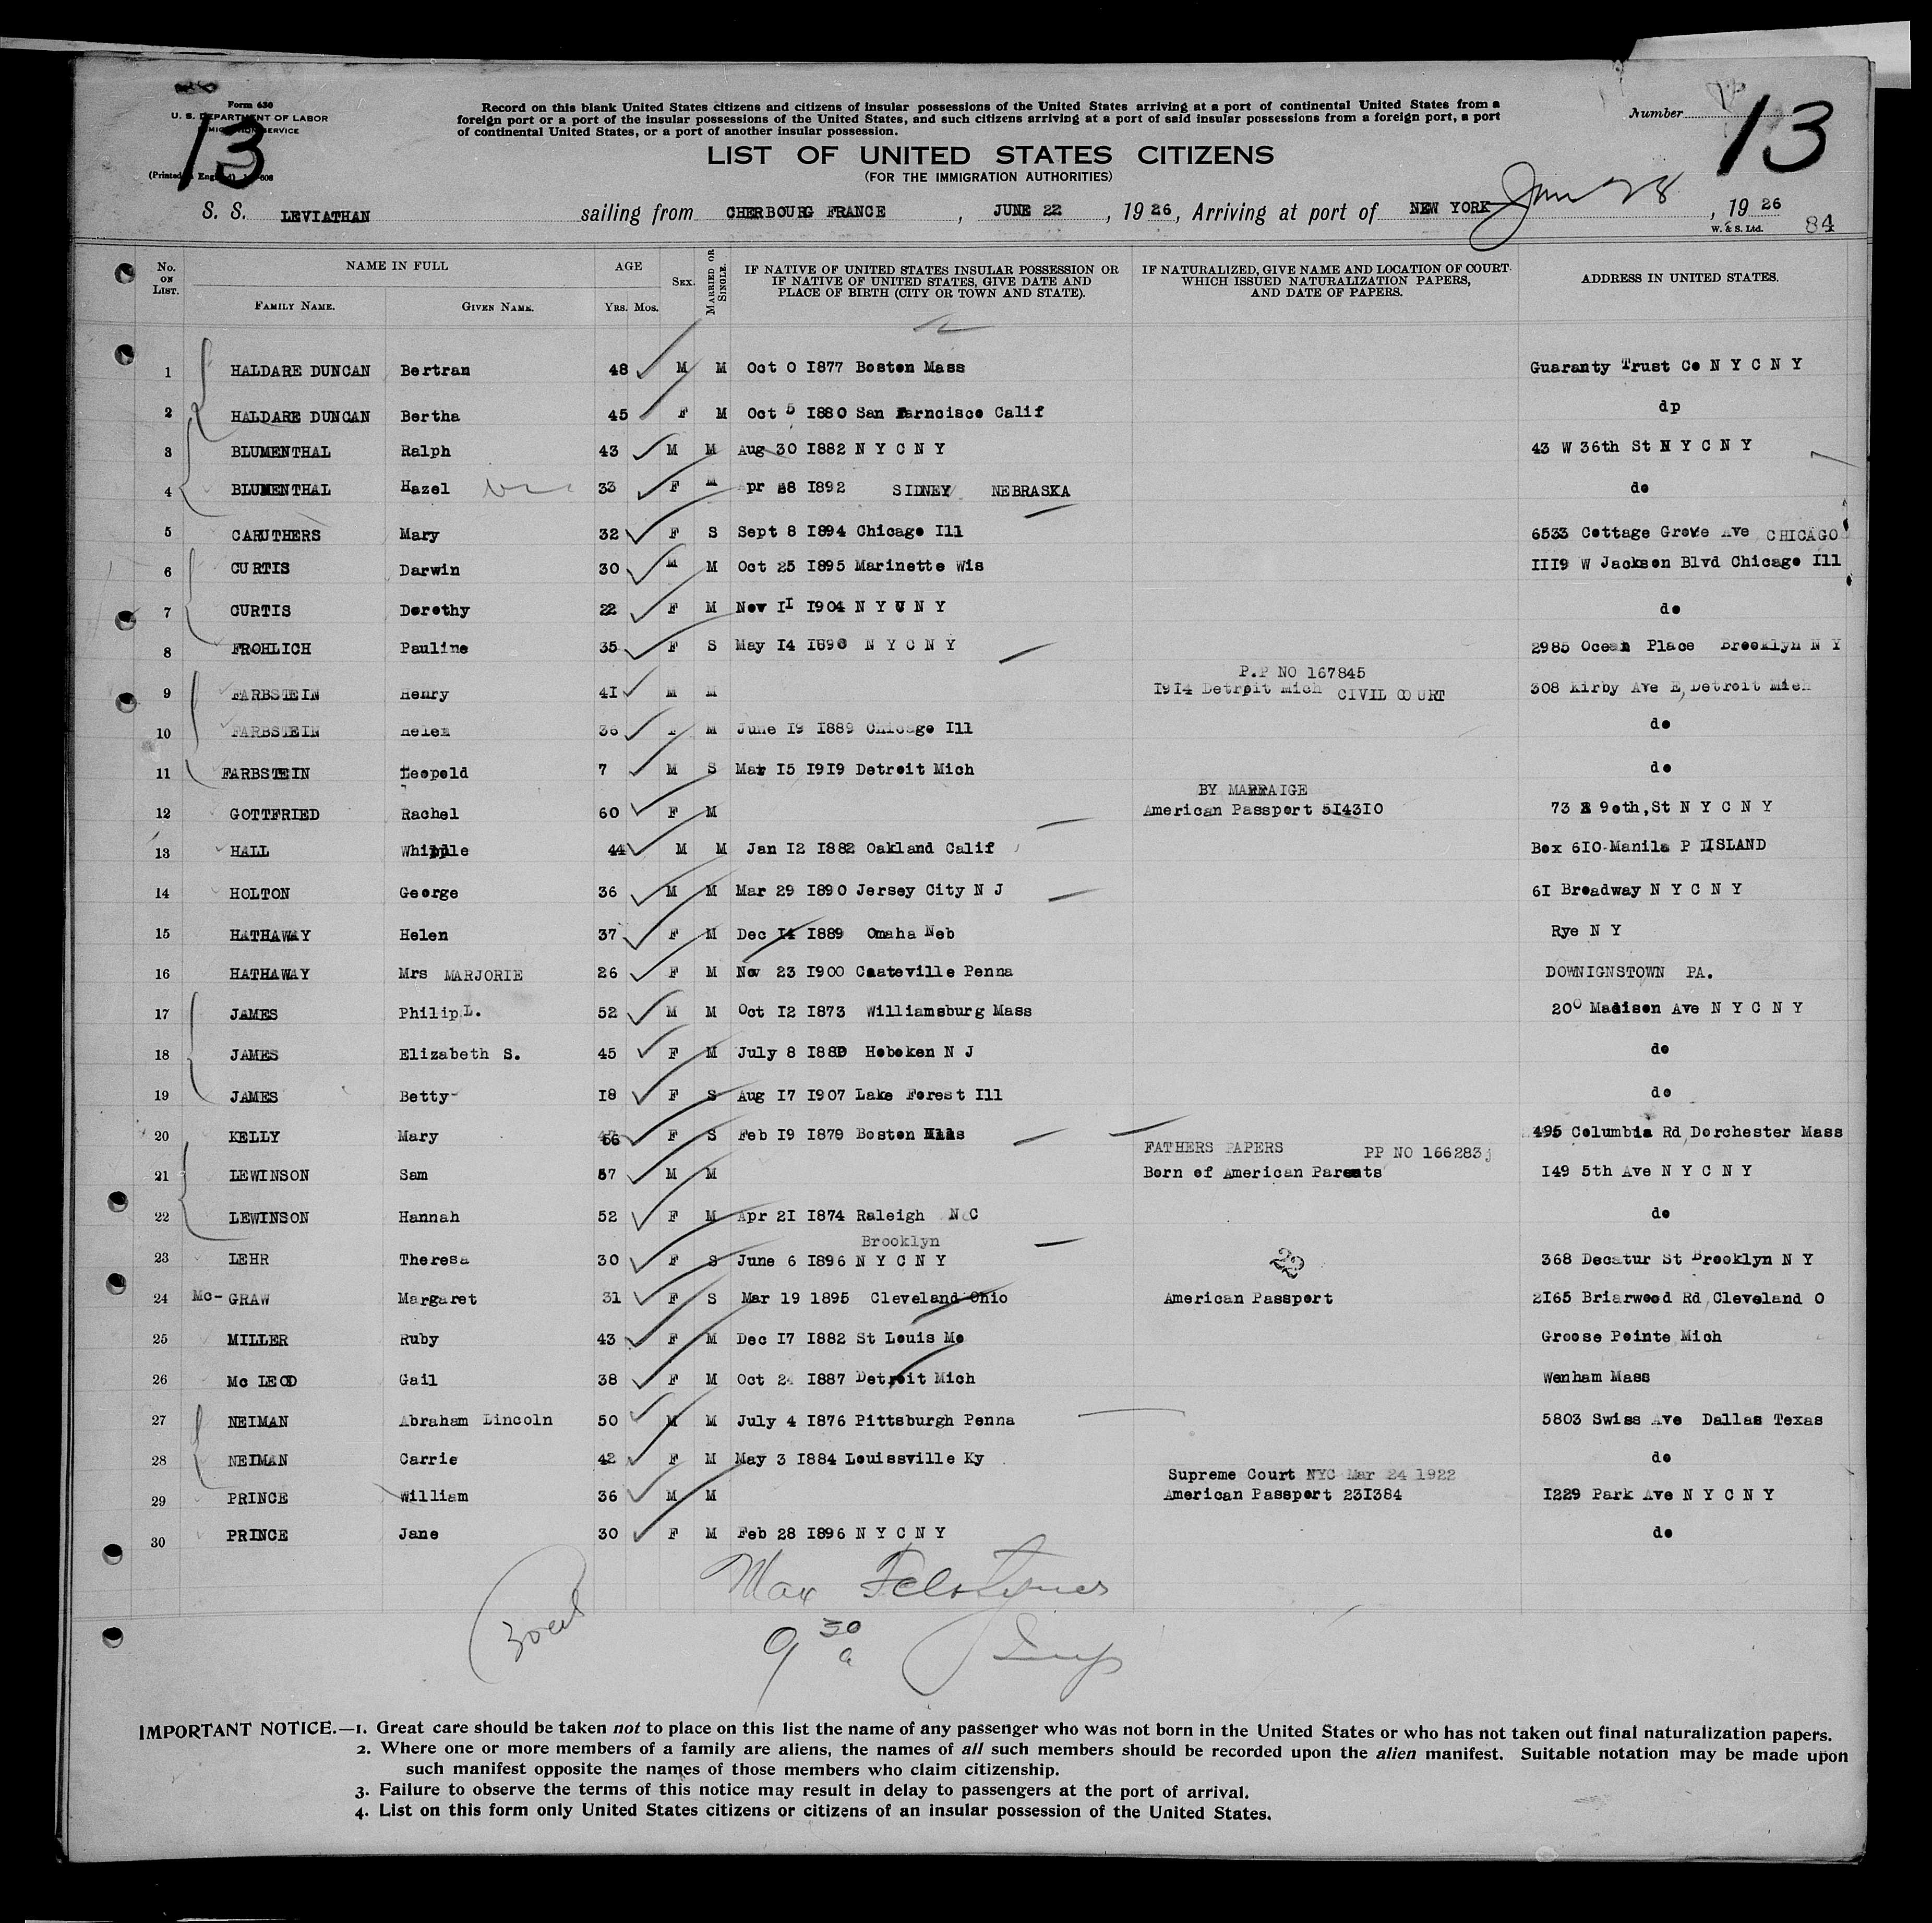 Form 630
U. S. DEPARTMENT OF LABOR
IMMIGRATION SERVICE
13
(Printed in England)
Record on this blank United States citizens and citizens of insular possessions of the United States arriving at a port of continental United States from a
foreign port or a port of the insular possessions of the United States, and such citizens arriving at a port of said insular possessions from a foreign port, a port
of continental United States, or a port of another insular possession.
Number 13
LIST OF UNITED STATES CITIZENS
(FOR THE IMMIGRATION AUTHORITIES)
S. S. LEVIATHAN sailing from CHERBOURG FRANCE , JUNE 22 , 1926, Arriving at port of NEW YORK June 28 , 1926
W. & S. Ltd. 84
No. ON LIST. NAME IN FULL FAMILY NAME. GIVEN NAME. AGE YRS. MOS. SEX. MARRIED OR SINGLE. IF NATIVE OF UNITED STATES INSULAR POSSESSION OR IF NATIVE OF UNITED STATES, GIVE DATE AND PLACE OF BIRTH (CITY OR TOWN AND STATE). IF NATURALIZED, GIVE NAME AND LOCATION OF COURT WHICH ISSUED NATURALIZATION PAPERS, AND DATE OF PAPERS. ADDRESS IN UNITED STATES.
1 HALDARE DUNCAN Bertran 48 M M Oct 0 1877 Boston Mass Guaranty Trust Co N Y C N Y
2 HALDARE DUNCAN Bertha 45 F M Oct 5 1880 San Farncisco Calif dp
3 BLUMENTHAL Ralph 43 M M Aug 30 1882 N Y C N Y 43 W 36th St N Y C N Y
4 BLUMENTHAL Hazel 33 F M Apr 1892 SIDNEY NEBRASKA do
5 CARUTHERS Mary 32 F S Sept 8 1894 Chicago Ill 6533 Cottage Grove Ave CHICAGO
6 CURTIS Darwin 30 M M Oct 25 1895 Marinette Wis 1119 W Jackson Blvd Chicago Ill
7 CURTIS Dorothy 22 F M Nov 11 1904 N Y N Y do
8 FROHLICH Pauline 35 F S May 14 1890 N Y C N Y 2985 Ocean Place Brooklyn N Y
P.P NO 167845
9 FARBSTEIN Henry 41 M M 1914 Detroit Mich CIVIL COURT 308 Kirby Ave E, Detroit Mich
10 FARBSTEIN Helen 36 F M June 19 1889 Chicago Ill do
11 FARBSTEIN Leopold 7 M S Mar 15 1919 Detroit Mich do
BY MARRAIGE
12 GOTTFRIED Rachel 60 F M American Passport 514310 73 E 90th,St N Y C N Y
13 HALL Whipple 44 M M Jan 12 1882 Oakland Calif Box 610 Manila P ISLAND
14 HOLTON George 36 M M Mar 29 1890 Jersey City N J 61 Broadway N Y C N Y
15 HATHAWAY Helen 37 F M Dec 14 1889 Omaha Neb Rye N Y
16 HATHAWAY Mrs MARJORIE 26 F M Nov 23 1900 Coateville Penna DOWNIGNSTOWN PA.
17 JAMES Philip L. 52 M M Oct 12 1873 Williamsburg Mass 200 Madison Ave N Y C N Y
18 JAMES Elizabeth S. 45 F M July 8 1880 Hoboken N J do
19 JAMES Betty 18 F S Aug 17 1907 Lake Forest Ill do
20 KELLY Mary F S Feb 19 1879 Boston 495 Columbia Rd Dorchester Mass
FATHERS PAPERS PP NO 166283
21 LEWINSON Sam 57 M M Born of American Parents 149 5th Ave N Y C N Y
22 LEWINSON Hannah 52 F M Apr 21 1874 Raleigh N C do
Brooklyn
23 LEHR Theresa 30 F S June 6 1896 N Y C N Y 22 368 Decatur St Brooklyn N Y
24 Mc-GRAW Margaret 31 F S Mar 19 1895 Cleveland Ohio American Passport 2165 Briarwood Rd, Cleveland O
25 MILLER Ruby 43 F M Dec 17 1882 St Louis Mo Groose Pointe Mich
26 Mc LEOD Gail 38 F M Oct 24 1887 Detroit Mich Wenham Mass
27 NEIMAN Abraham Lincoln 50 M M July 4 1876 Pittsburgh Penna 5803 Swiss Ave Dallas Texas
28 NEIMAN Carrie 42 F M May 3 1884 Louissville Ky do
Supreme Court NYC Mar 24 1922
29 PRINCE William 36 M M American Passport 231384 1229 Park Ave N Y C N Y
30 PRINCE Jane 30 F M Feb 28 1896 N Y C N Y do
Max
9 30 a Insp
IMPORTANT NOTICE.—1. Great care should be taken not to place on this list the name of any passenger who was not born in the United States or who has not taken out final naturalization papers.
2. Where one or more members of a family are aliens, the names of all such members should be recorded upon the alien manifest. Suitable notation may be made upon
such manifest opposite the names of those members who claim citizenship.
3. Failure to observe the terms of this notice may result in delay to passengers at the port of arrival.
4. List on this form only United States citizens or citizens of an insular possession of the United States.